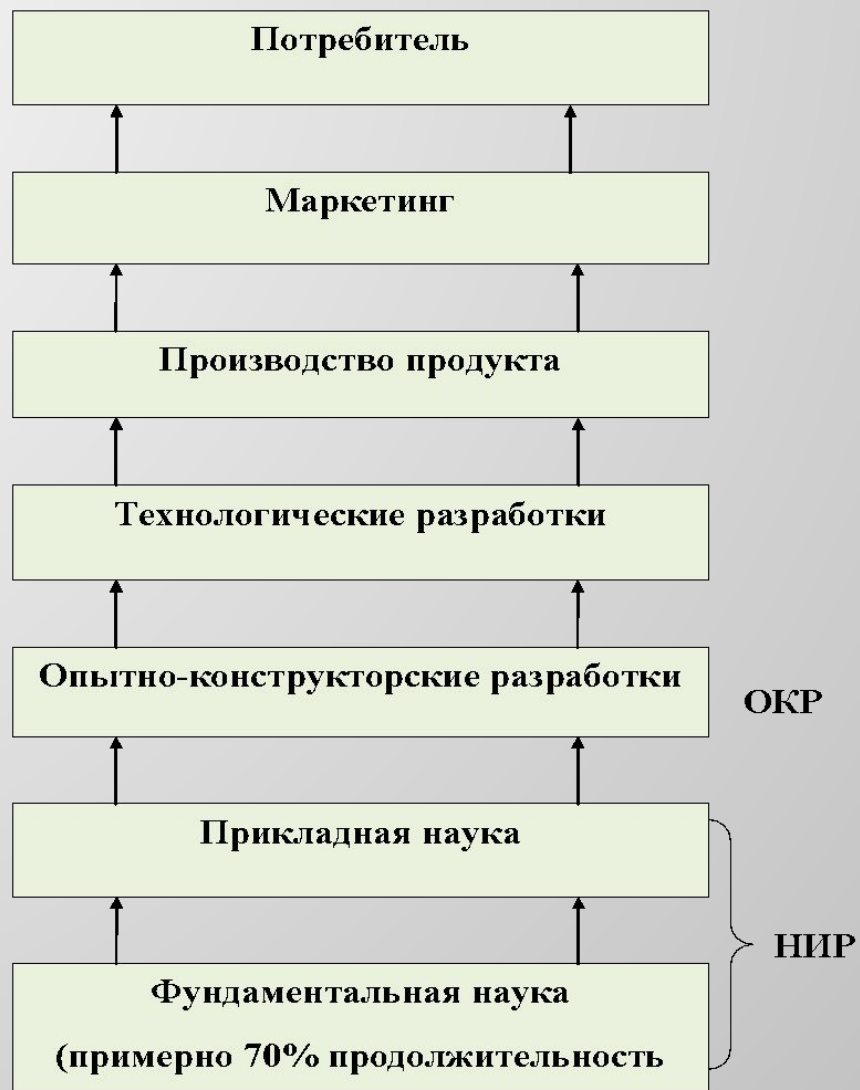 Потребитель
Маркетинг
Производство продукта
Технологические разработки
Опытно-конструкторские разработки
ОКР
Прикладная наука
НИР
Фундаментальная наука
(примерно 70% продолжительность